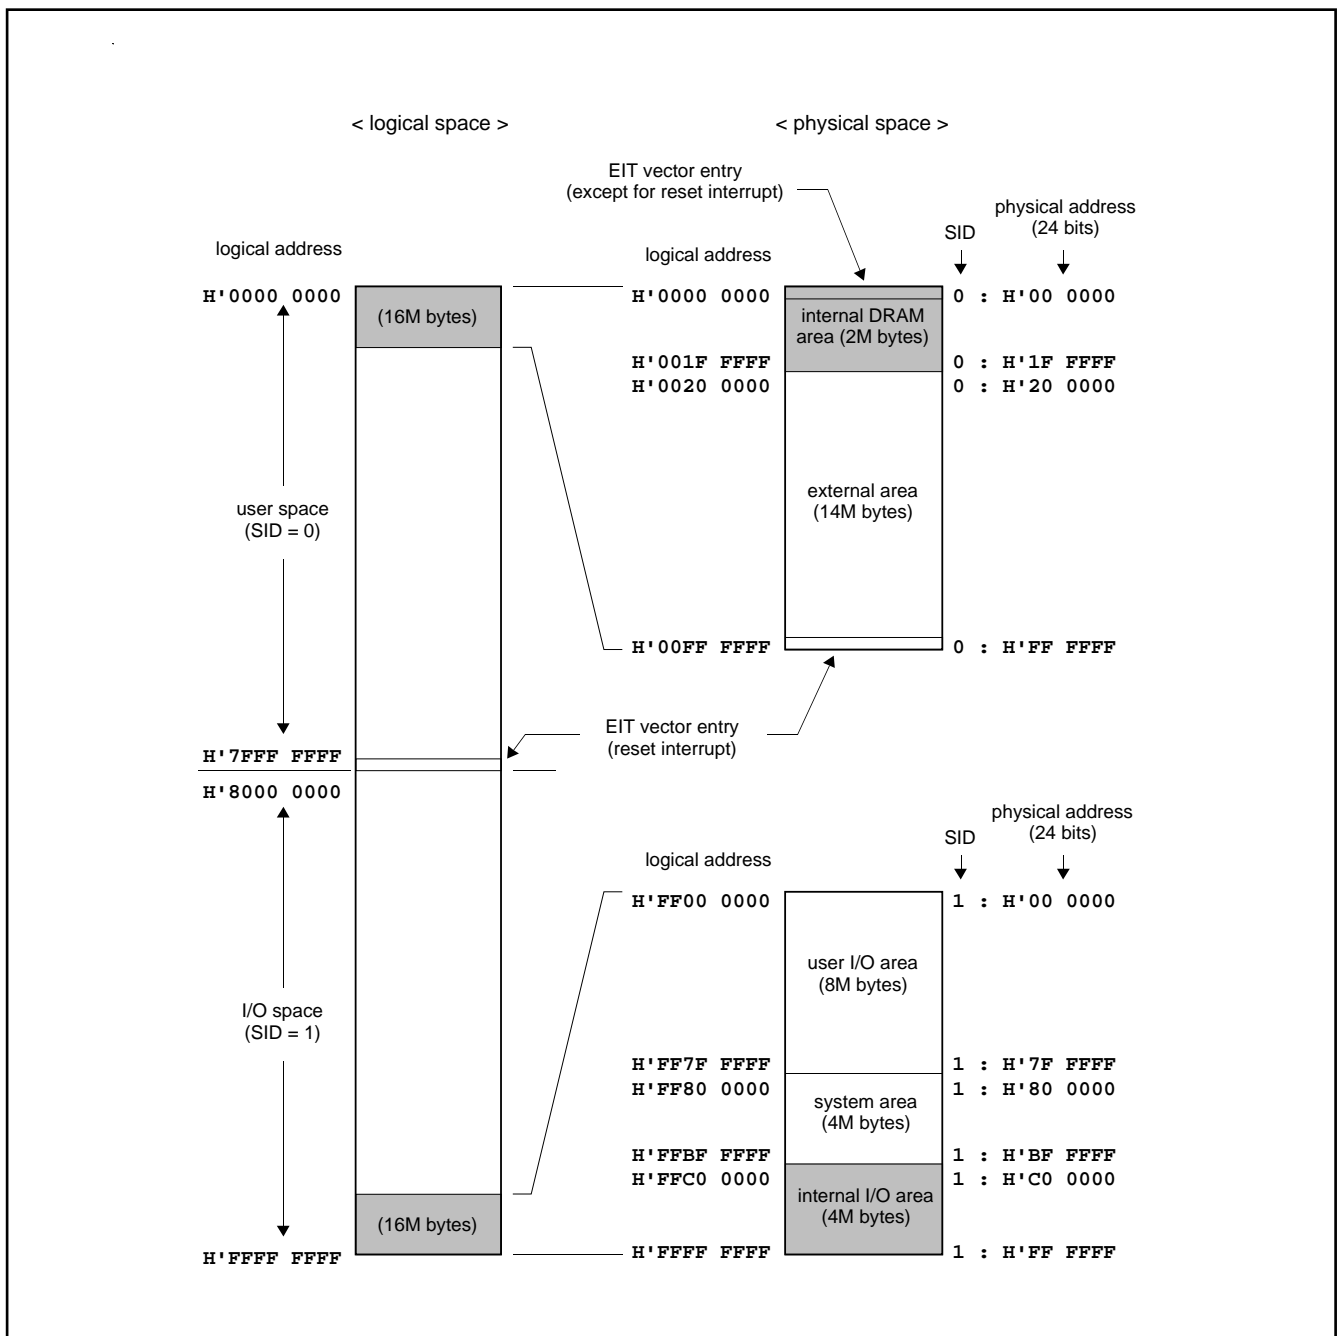 < logical space >
< physical space >
EIT vector entry
(except for reset interrupt)
physical address
(24 bits)
SID
logical address
logical address
H'0000 0000
(16M bytes)
H'0000 0000
0 : H'00 0000
internal DRAM
area (2M bytes)
H'001F FFFF
0 : H'1F FFFF
H'0020 0000
0 : H'20 0000
external area
(14M bytes)
user space
(SID = 0)
H'00FF FFFF
0 : H'FF FFFF
EIT vector entry
(reset interrupt)
H'7FFF FFFF
H'8000 0000
physical address
(24 bits)
SID
logical address
H'FF00 0000
1 : H'00 0000
user I/O area
(8M bytes)
I/O space
(SID = 1)
H'FF7F FFFF
1 : H'7F FFFF
H'FF80 0000
1 : H'80 0000
system area
(4M bytes)
H'FFBF FFFF
1 : H'BF FFFF
H'FFC0 0000
1 : H'C0 0000
internal I/O area
(4M bytes)
(16M bytes)
H'FFFF FFFF
H'FFFF FFFF
1 : H'FF FFFF